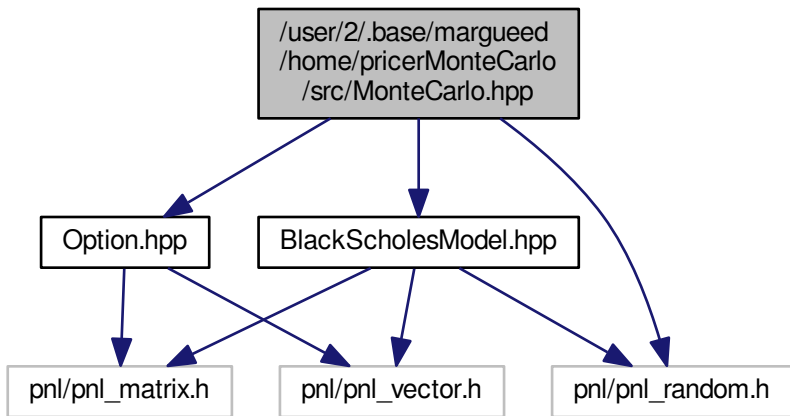 /user/2/.base/margueed
/home/pricerMonteCarlo
/src/MonteCarlo.hpp
Option.hpp
BlackScholesModel.hpp
pnl/pnl_matrix.h
pnl/pnl_vector.h
pnl/pnl_random.h